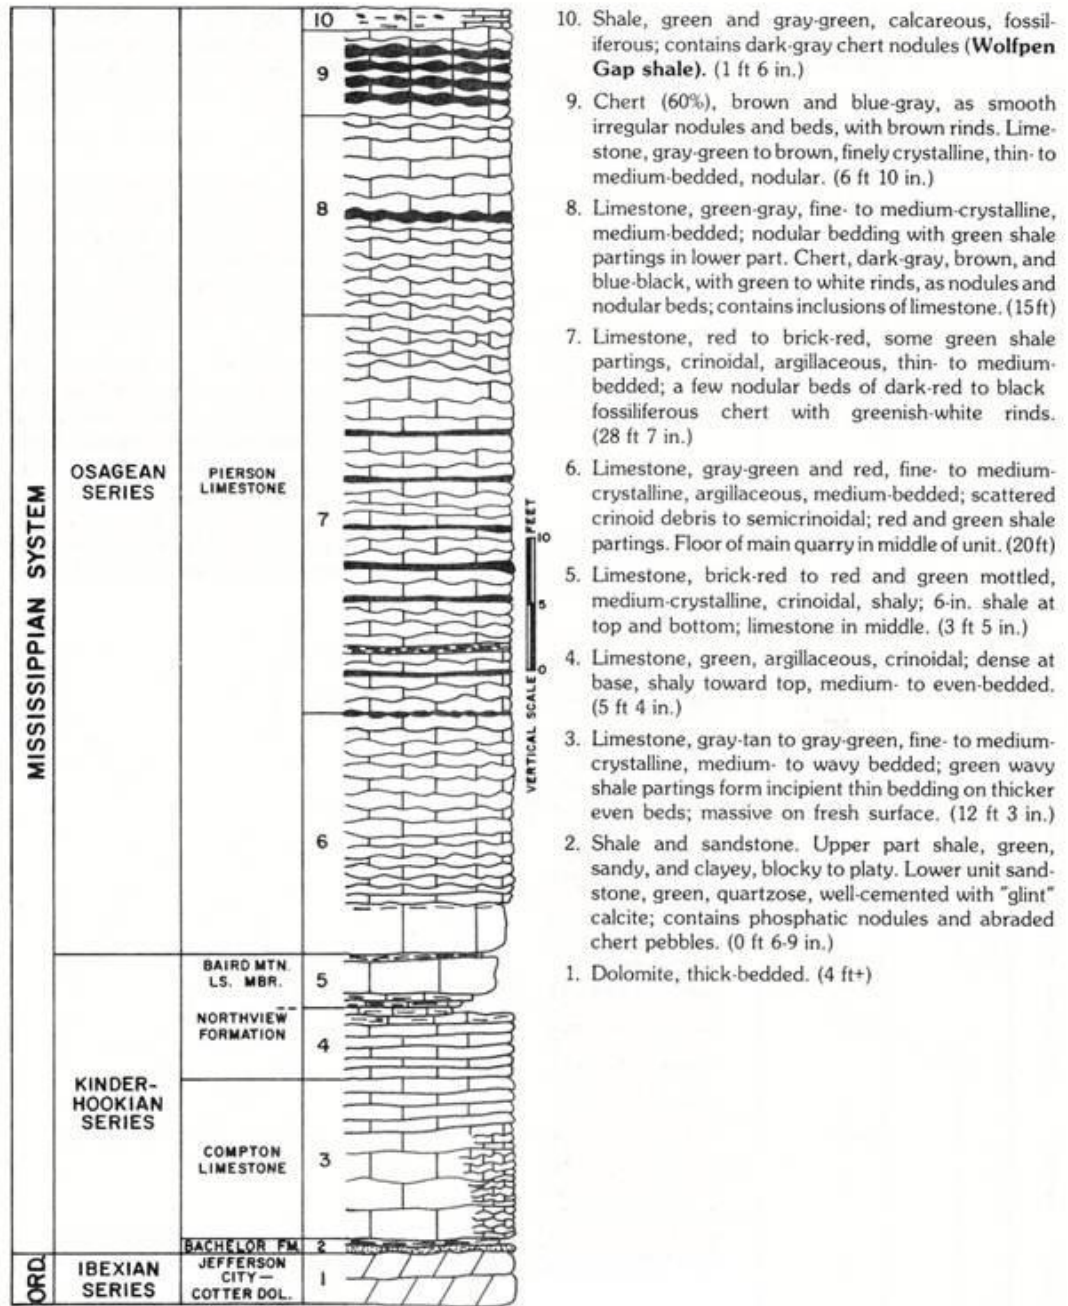 MISSISSIPPIAN SYSTEM
ORD.
OSAGEAN
SERIES
KINDER-
HOOKIAN
SERIES
IBEXIAN
SERIES
PIERSON
LIMESTONE
BAIRD MTN.
LS. MBR.
NORTHVIEW
FORMATION
COMPTON
LIMESTONE
BACHELOR FM.
JEFFERSON
CITY—
COTTER DOL.
10
9
8
7
6
5
4
3
2
1
VERTICAL SCALE
FEET
10
5
0
10. Shale, green and gray-green, calcareous, fossil-
iferous; contains dark-gray chert nodules (Wolfpen
Gap shale). (1 ft 6 in.)
9. Chert (60%), brown and blue-gray, as smooth
irregular nodules and beds, with brown rinds. Lime-
stone, gray-green to brown, finely crystalline, thin- to
medium-bedded, nodular. (6 ft 10 in.)
8. Limestone, green-gray, fine- to medium-crystalline,
medium-bedded; nodular bedding with green shale
partings in lower part. Chert, dark-gray, brown, and
blue-black, with green to white rinds, as nodules and
nodular beds; contains inclusions of limestone. (15 ft)
7. Limestone, red to brick-red, some green shale
partings, crinoidal, argillaceous, thin- to medium-
bedded; a few nodular beds of dark-red to black
fossiliferous chert with greenish-white rinds.
(28 ft 7 in.)
6. Limestone, gray-green and red, fine- to medium-
crystalline, argillaceous, medium-bedded; scattered
crinoid debris to semicrinoidal; red and green shale
partings. Floor of main quarry in middle of unit. (20 ft)
5. Limestone, brick-red to red and green mottled,
medium-crystalline, crinoidal, shaly; 6-in. shale at
top and bottom; limestone in middle. (3 ft 5 in.)
4. Limestone, green, argillaceous, crinoidal; dense at
base, shaly toward top, medium- to even-bedded.
(5 ft 4 in.)
3. Limestone, gray-tan to gray-green, fine- to medium-
crystalline, medium- to wavy bedded; green wavy
shale partings form incipient thin bedding on thicker
even beds; massive on fresh surface. (12 ft 3 in.)
2. Shale and sandstone. Upper part shale, green,
sandy, and clayey, blocky to platy. Lower unit sand-
stone, green, quartzose, well-cemented with "glint"
calcite; contains phosphatic nodules and abraded
chert pebbles. (0 ft 6-9 in.)
1. Dolomite, thick-bedded. (4 ft+)